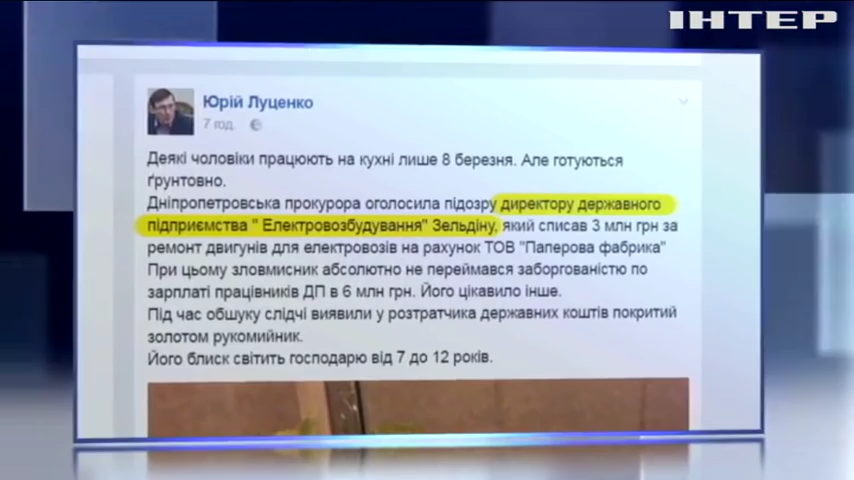 ІНТЕР
Юрій Луценко
7 год.
Деякі чоловіки працюють на кухні лише 8 березня. Але готуються
ґрунтовно.
Дніпропетровська прокурора оголосила підозру директору державного
підприємства " Електровозбудування" Зельдіну, який списав 3 млн грн за
ремонт двигунів для електровозів на рахунок ТОВ "Паперова фабрика"
При цьому зловмисник абсолютно не переймався заборгованістю по
зарплаті працівників ДП в 6 млн грн. Його цікавило інше.
Під час обшуку слідчі виявили у розтратчика державних коштів покритий
золотом рукомийник.
Його блиск світить господарю від 7 до 12 років.